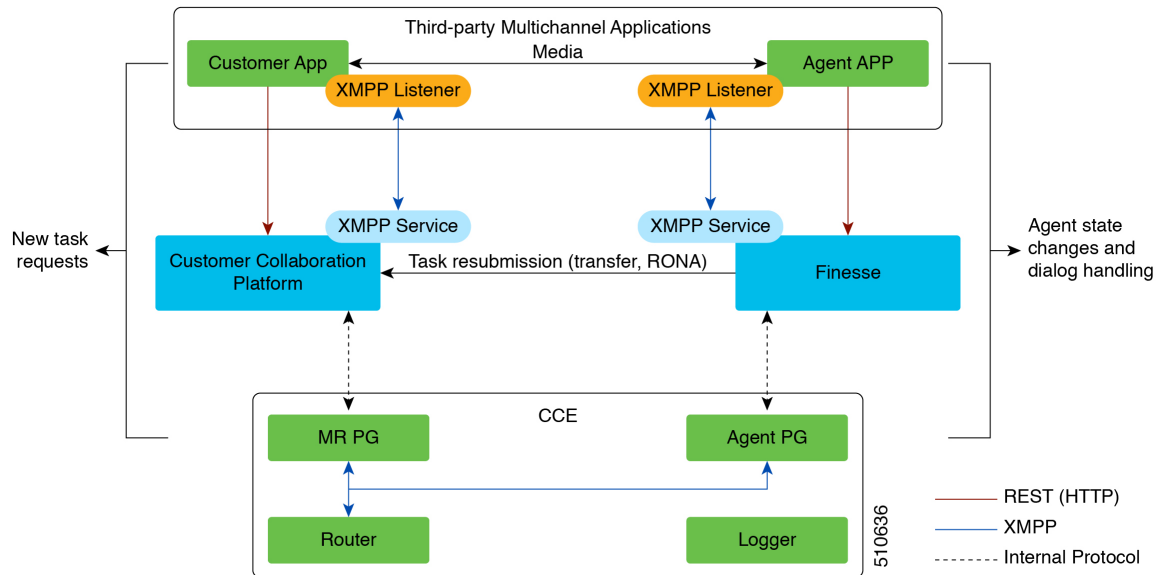 Third-party Multichannel Applications
Media
Customer App
Agent APP
XMPP Listener
XMPP Listener
XMPP Service
XMPP Service
New task
requests
Customer Collaboration
Platform
Task resubmission (transfer, RONA)
Finesse
Agent state
changes and
dialog handling
CCE
MR PG
Agent PG
Router
Logger
510636
REST (HTTP)
XMPP
Internal Protocol